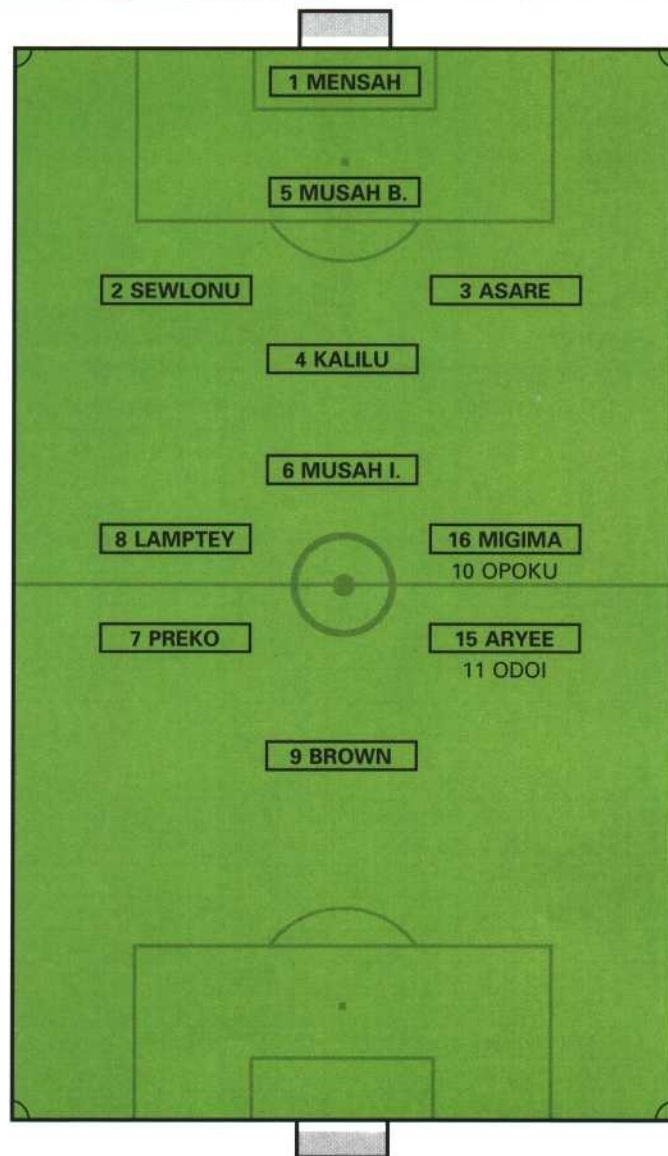 1 MENSAH
5 MUSAH B.
2 SEWLONU
3 ASARE
4 KALILU
6 MUSAH I.
8 LAMPTEY
16 MIGIMA
10 OPOKU
7 PREKO
15 ARYEE
11 ODOI
9 BROWN